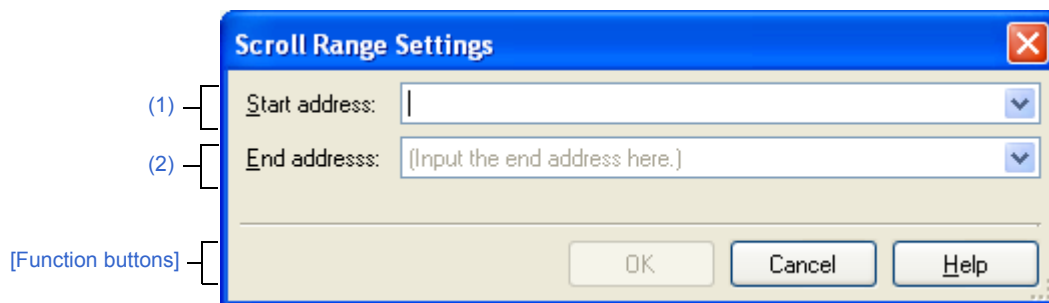 Scroll Range Settings
(1) Start address:
(2) End addresss: (Input the end address here.)
[Function buttons] OK Cancel Help